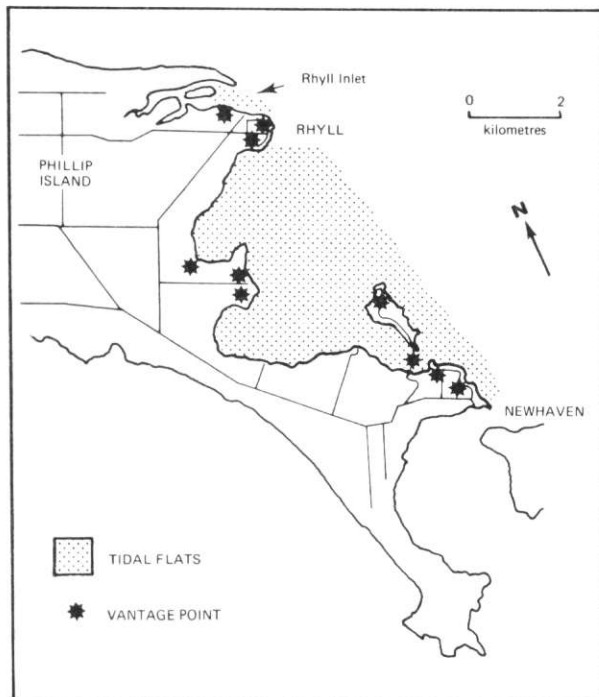 Rhyll Inlet
0 2
kilometres
RHYLL
PHILLIP
ISLAND
N
NEWHAVEN
TIDAL FLATS
VANTAGE POINT